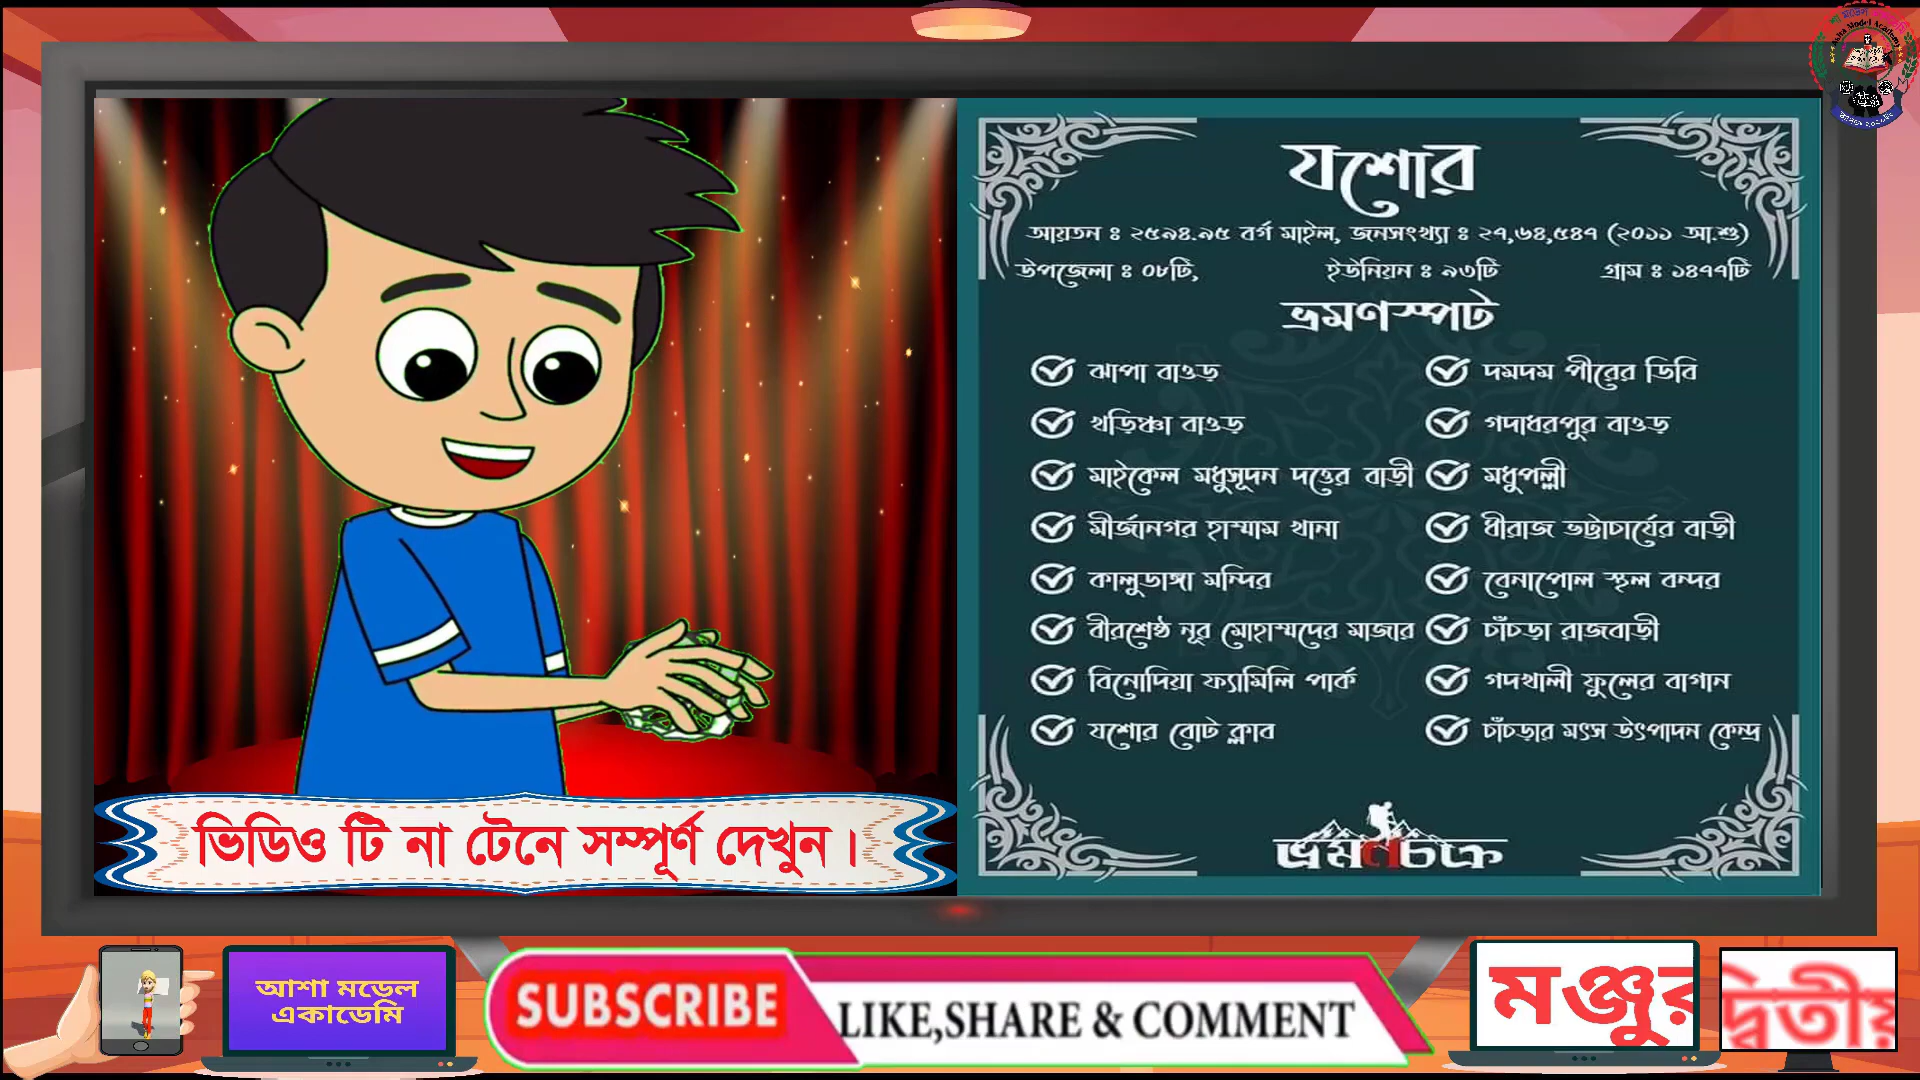 যশোর
আয়তন ঃ ২৫৯৪.৯৫ বর্গ মাইল, জনসংখ্যা ঃ ২৭,৬৪,৫৪৭ (২০১১ আ.শু)
উপজেলা ঃ ০৮টি, ইউনিয়ন ঃ ৯৩টি গ্রাম ঃ ১৪৭৭টি
ভ্রমণস্পট
ঝাপা বাওড়
দমদম পীরের ঢিবি
খড়িঞ্চা বাওড়
গদাধরপুর বাওড়
মাইকেল মধুসূদন দত্তের বাড়ী
মধুপল্লী
মীর্জানগর হাম্মাম খানা
ধীরাজ ভট্টাচার্যের বাড়ী
কালুডাঙ্গা মন্দির
বেনাপোল স্থল বন্দর
বীরশ্রেষ্ঠ নূর মোহাম্মদের মাজার
চাঁচড়া রাজবাড়ী
বিনোদিয়া ফ্যামিলি পার্ক
গদখালী ফুলের বাগান
যশোর বোট ক্লাব
চাঁচড়ার মৎস উৎপাদন কেন্দ্র
ভ্রমণচক্র
ভিডিও টি না টেনে সম্পূর্ণ দেখুন।
আশা মডেল
একাডেমি
SUBSCRIBE
LIKE,SHARE & COMMENT
মঞ্জুর
দ্বিতীয়